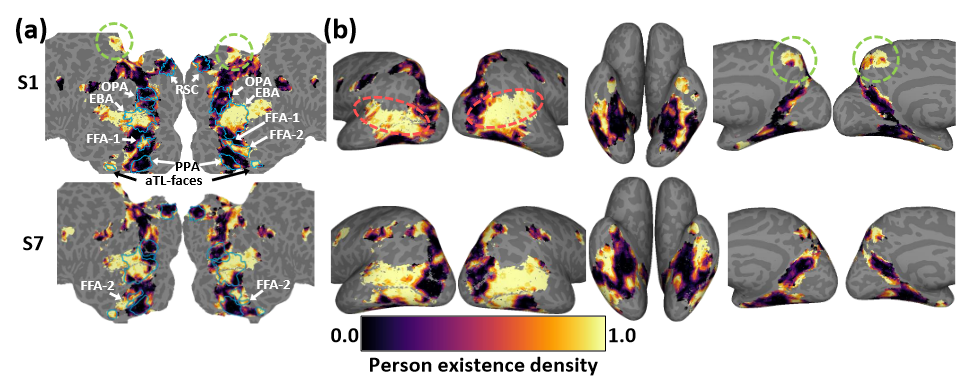 (a)
(b)
S1
OPA
EBA
RSC
OPA
EBA
FFA-1
FFA-1
FFA-2
PPA
aTL-faces
S7
FFA-2
FFA-2
0.0
1.0
Person existence density